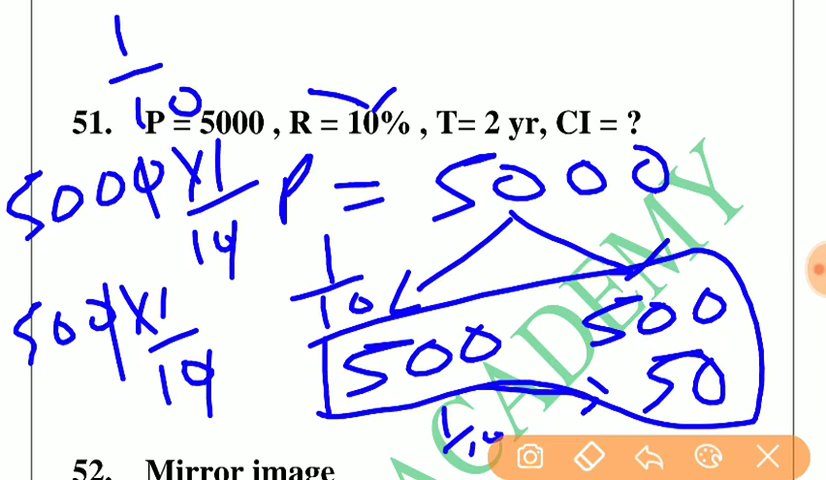 1
10
51. P = 5000 , R = 10% , T= 2 yr, CI = ?
5000 × 1/10 P = 5000
1/10
500 × 1/10 500 500
50
1/10
ACADEMY
52. Mirror image